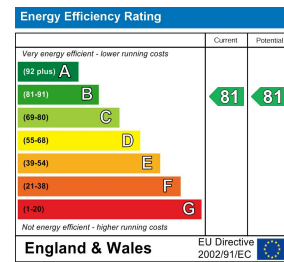 Energy Efficiency Rating
Current Potential
Very energy efficient - lower running costs
(92 plus) A
(81-91) B
81 81
(69-80) C
(55-68) D
(39-54) E
(21-38) F
(1-20) G
Not energy efficient - higher running costs
England & Wales
EU Directive
2002/91/EC